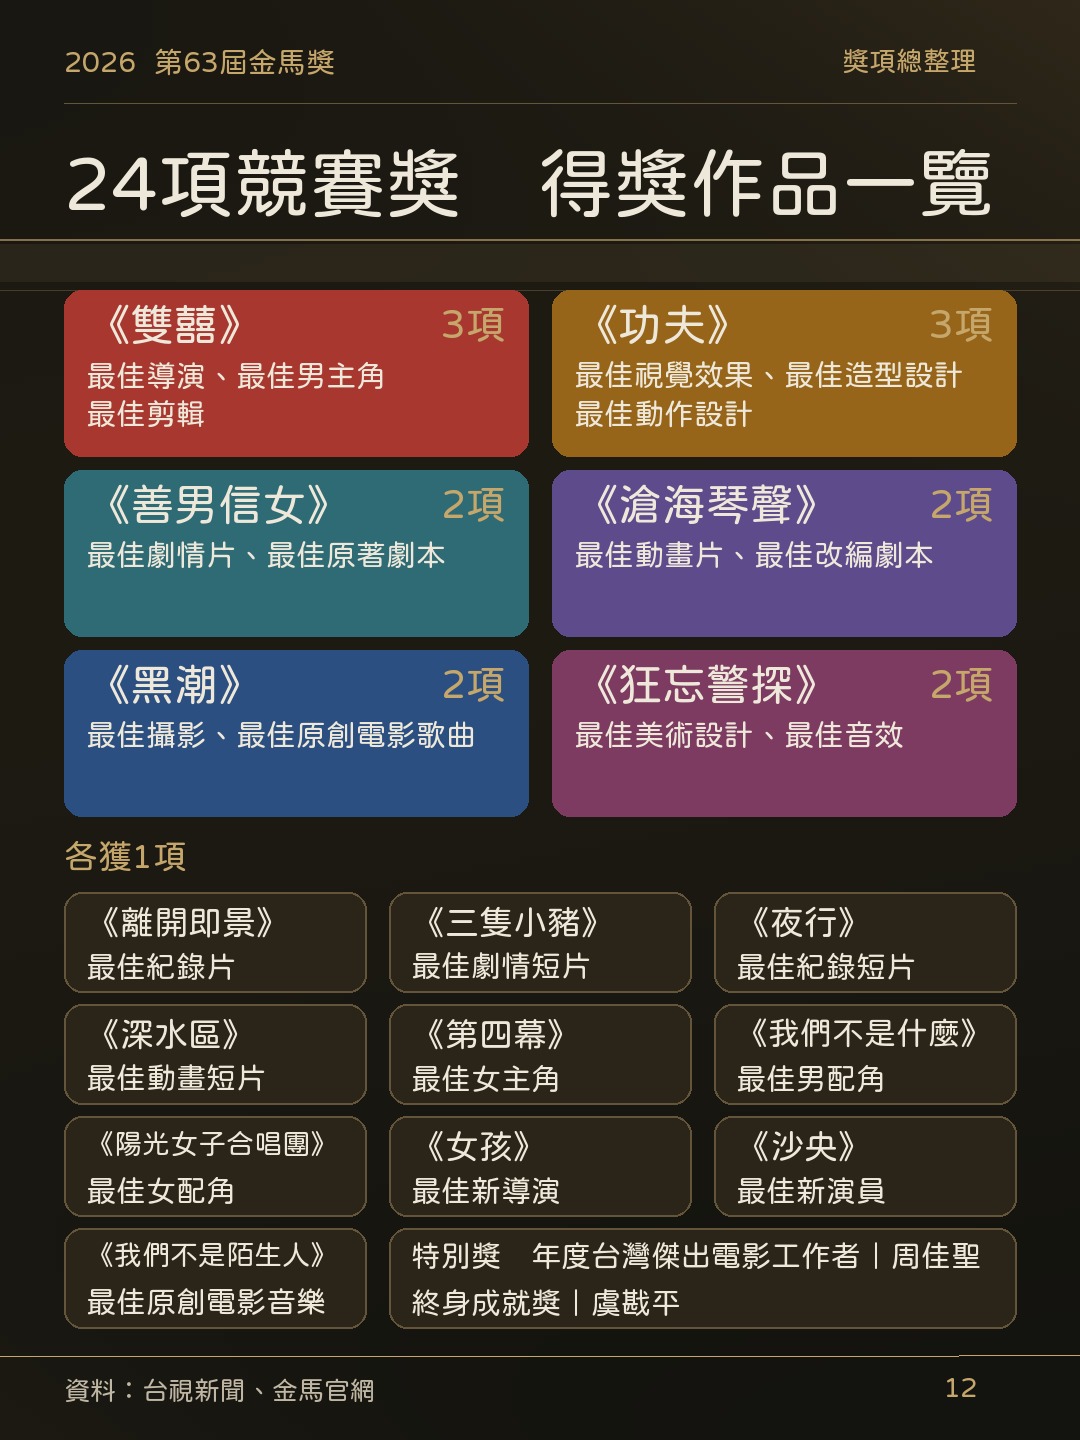 2026 第63屆金馬獎
獎項總整理
24項競賽獎 得獎作品一覽
《雙囍》 3項
最佳導演、最佳男主角
最佳剪輯
《功夫》 3項
最佳視覺效果、最佳造型設計
最佳動作設計
《善男信女》 2項
最佳劇情片、最佳原著劇本
《滄海琴聲》 2項
最佳動畫片、最佳改編劇本
《黑潮》 2項
最佳攝影、最佳原創電影歌曲
《狂忘警探》 2項
最佳美術設計、最佳音效
各獲1項
《離開即景》
最佳紀錄片
《三隻小豬》
最佳劇情短片
《夜行》
最佳紀錄短片
《深水區》
最佳動畫短片
《第四幕》
最佳女主角
《我們不是什麼》
最佳男配角
《陽光女子合唱團》
最佳女配角
《女孩》
最佳新導演
《沙央》
最佳新演員
《我們不是陌生人》
最佳原創電影音樂
特別獎 年度台灣傑出電影工作者｜周佳聖
終身成就獎｜虞戡平
資料：台視新聞、金馬官網
12